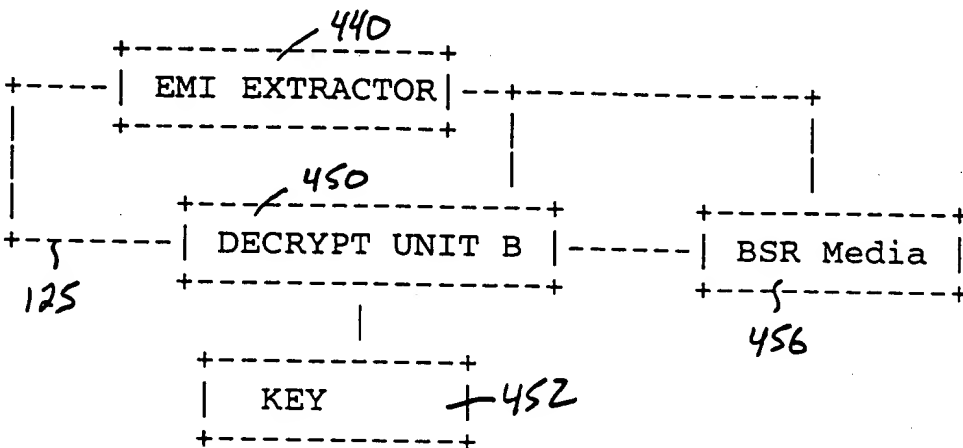 440
EMI EXTRACTOR
450
DECRYPT UNIT B
BSR Media
125
456
KEY
452